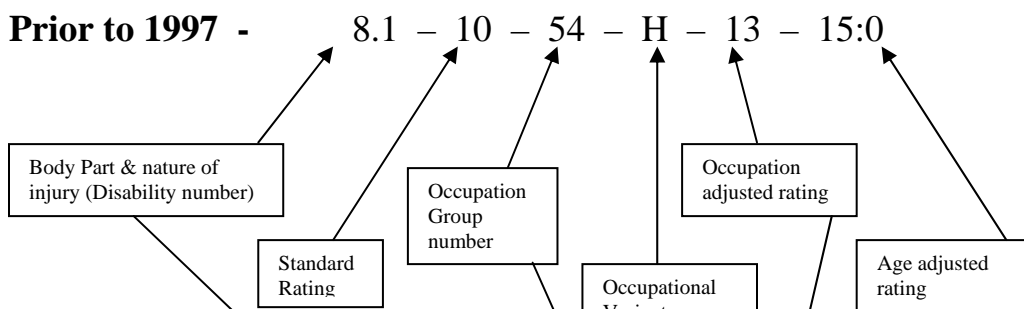 Prior to 1997 - 8.1 – 10 – 54 – H – 13 – 15:0
Body Part & nature of
injury (Disability number)
Standard
Rating
Occupation
Group
number
Occupational
Occupation
adjusted rating
Age adjusted
rating